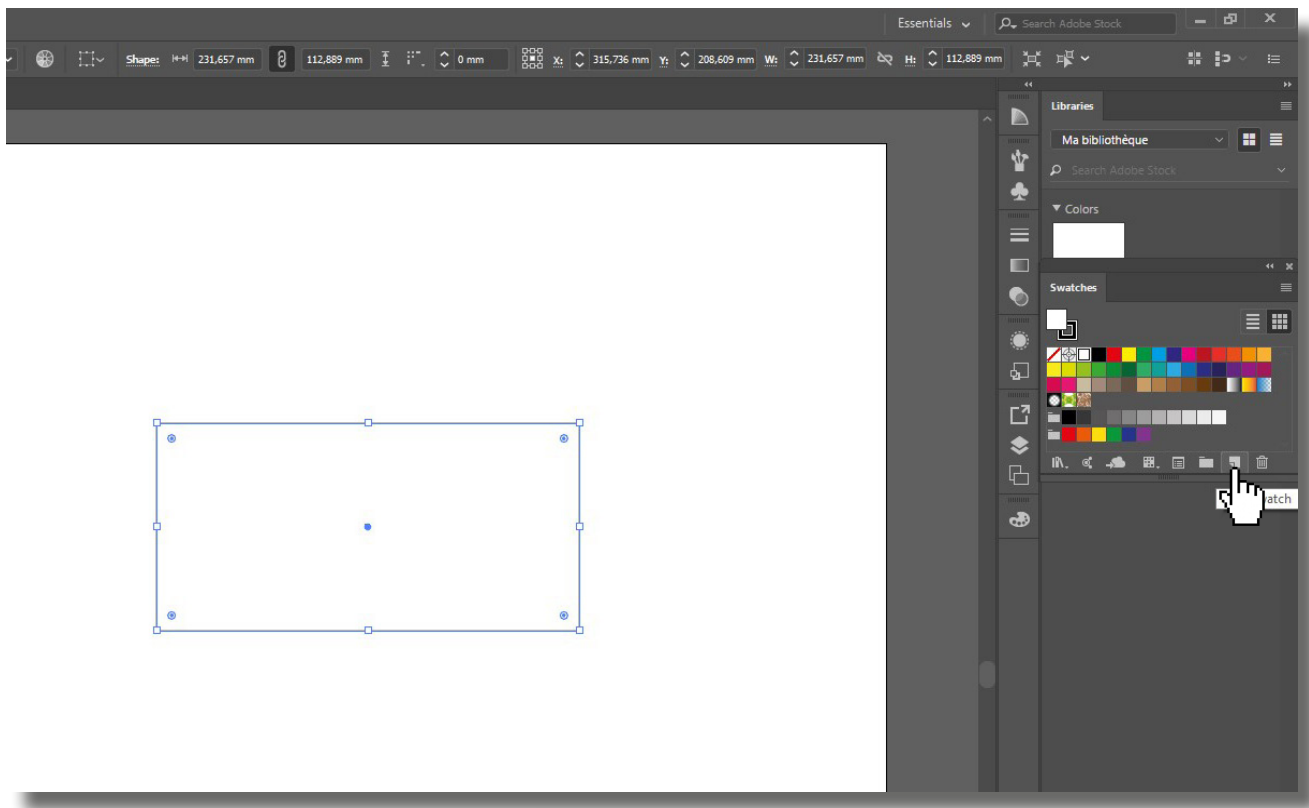 Essentials
Search Adobe Stock
Shape: 231,657 mm 112,889 mm 0 mm X: 315,736 mm Y: 208,609 mm W: 231,657 mm H: 112,889 mm
Libraries
Ma bibliothèque
Search Adobe Stock
Colors
Swatches